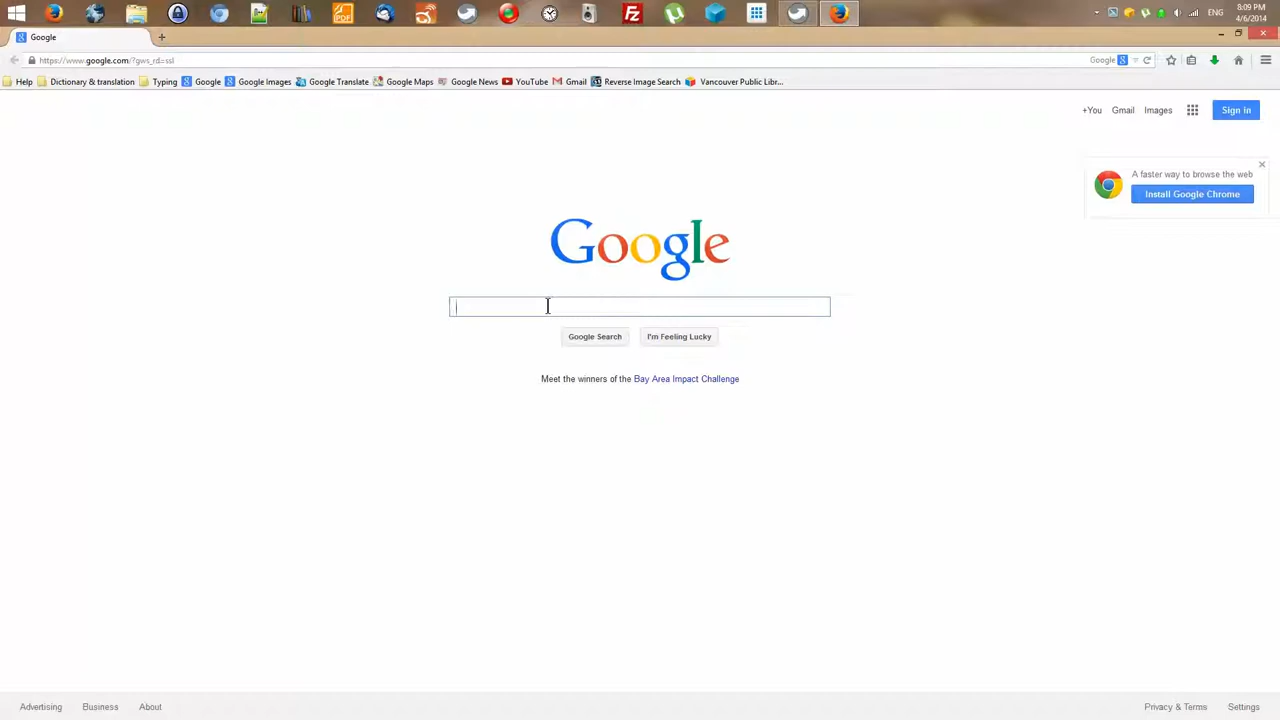 PDF
Fz
ENG
8:09 PM
4/6/2014
Google
https://www.google.com/?gws_rd=ssl
Google
Help Dictionary & translation Typing Google Google Images Google Translate Google Maps Google News YouTube Gmail Reverse Image Search Vancouver Public Libr...
+You Gmail Images Sign in
A faster way to browse the web
Install Google Chrome
Google
Google Search I'm Feeling Lucky
Meet the winners of the Bay Area Impact Challenge
Advertising Business About Privacy & Terms Settings